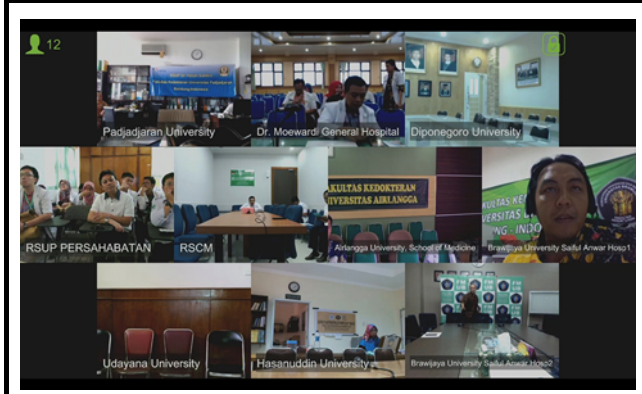 12
Padjadjaran University
Dr. Moewardi General Hospital
Diponegoro University
RSUP PERSAHABATAN
RSCM
FAKULTAS KEDOKTERAN
UNIVERSITAS AIRLANGGA
Airlangga University, School of Medicine
Brawijaya University Saiful Anwar Hosp1
Udayana University
Hasanuddin University
Brawijaya University Saiful Anwar Hosp2